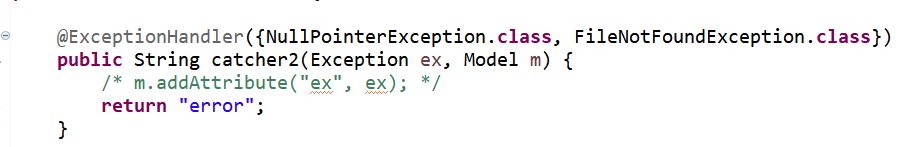 @ExceptionHandler({NullPointerException.class, FileNotFoundException.class})
public String catcher2(Exception ex, Model m) {
/* m.addAttribute("ex", ex); */
return "error";
}